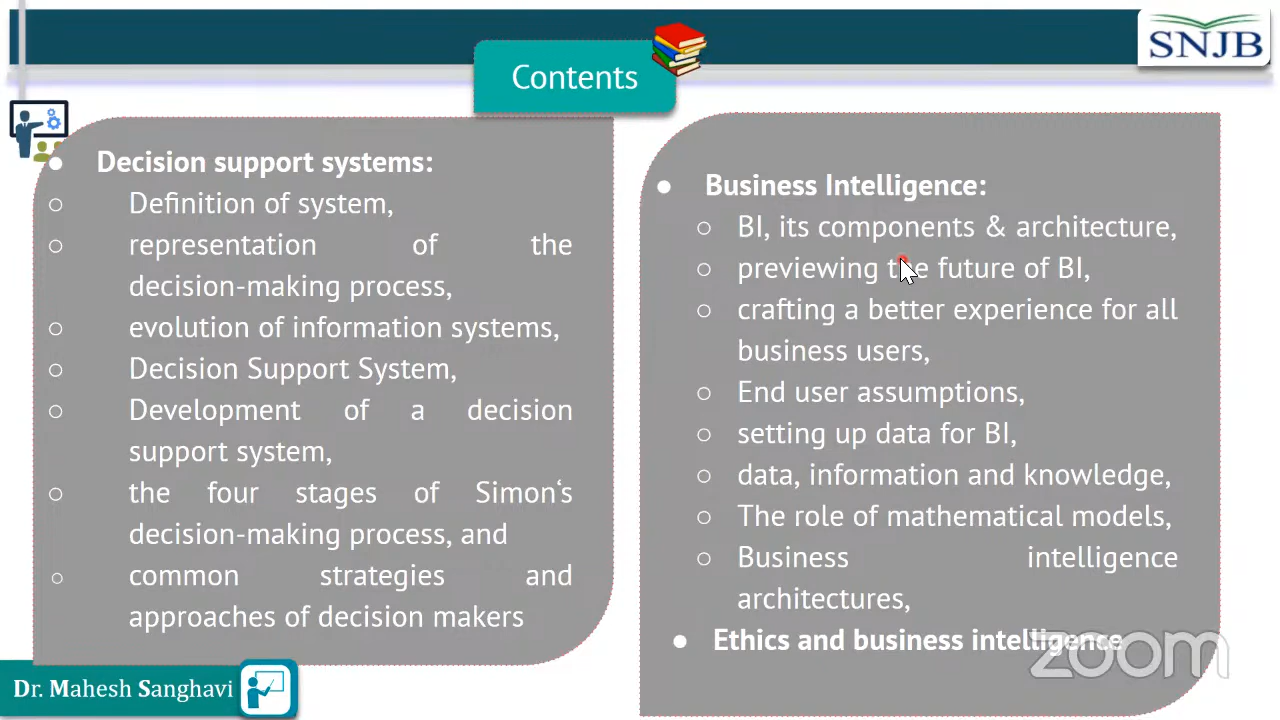 SNJB
Contents
Decision support systems:
Definition of system,
representation of the
decision-making process,
evolution of information systems,
Decision Support System,
Development of a decision
support system,
the four stages of Simon‘s
decision-making process, and
common strategies and
approaches of decision makers
Business Intelligence:
BI, its components & architecture,
previewing the future of BI,
crafting a better experience for all
business users,
End user assumptions,
setting up data for BI,
data, information and knowledge,
The role of mathematical models,
Business intelligence
architectures,
Ethics and business intelligence
zoom
Dr. Mahesh Sanghavi